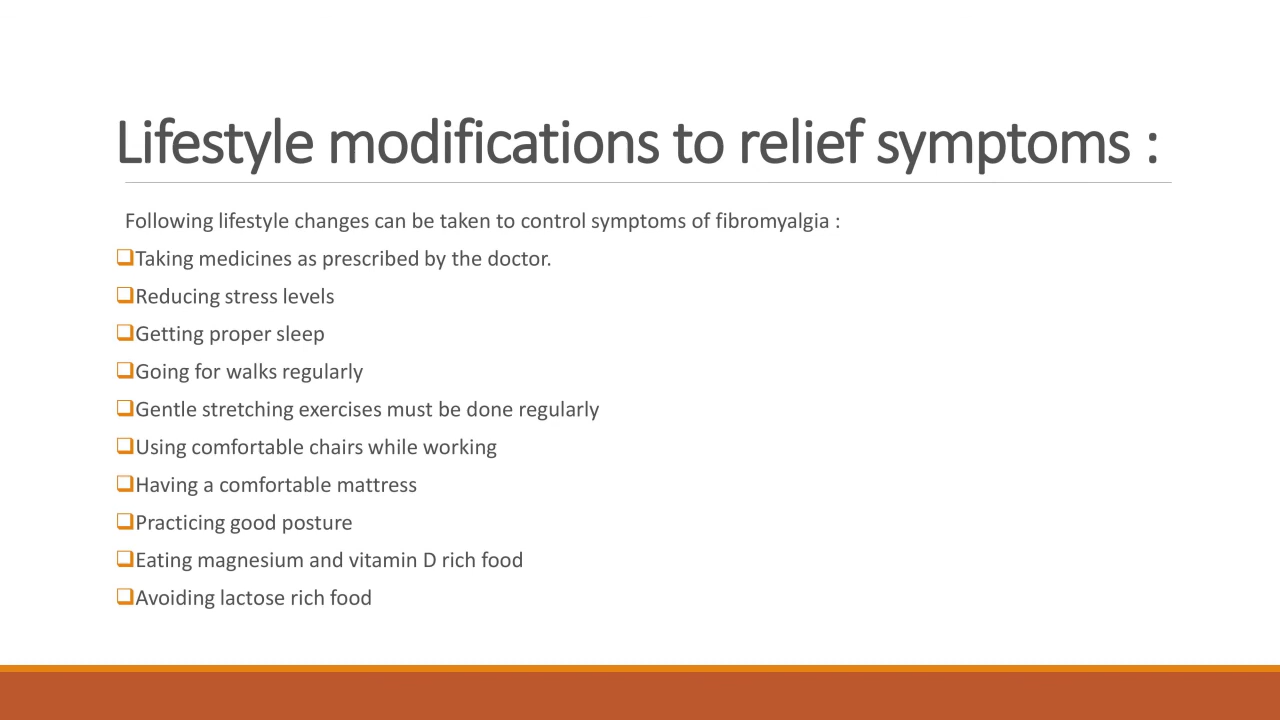 Lifestyle modifications to relief symptoms :
Following lifestyle changes can be taken to control symptoms of fibromyalgia :
❑Taking medicines as prescribed by the doctor.
❑Reducing stress levels
❑Getting proper sleep
❑Going for walks regularly
❑Gentle stretching exercises must be done regularly
❑Using comfortable chairs while working
❑Having a comfortable mattress
❑Practicing good posture
❑Eating magnesium and vitamin D rich food
❑Avoiding lactose rich food